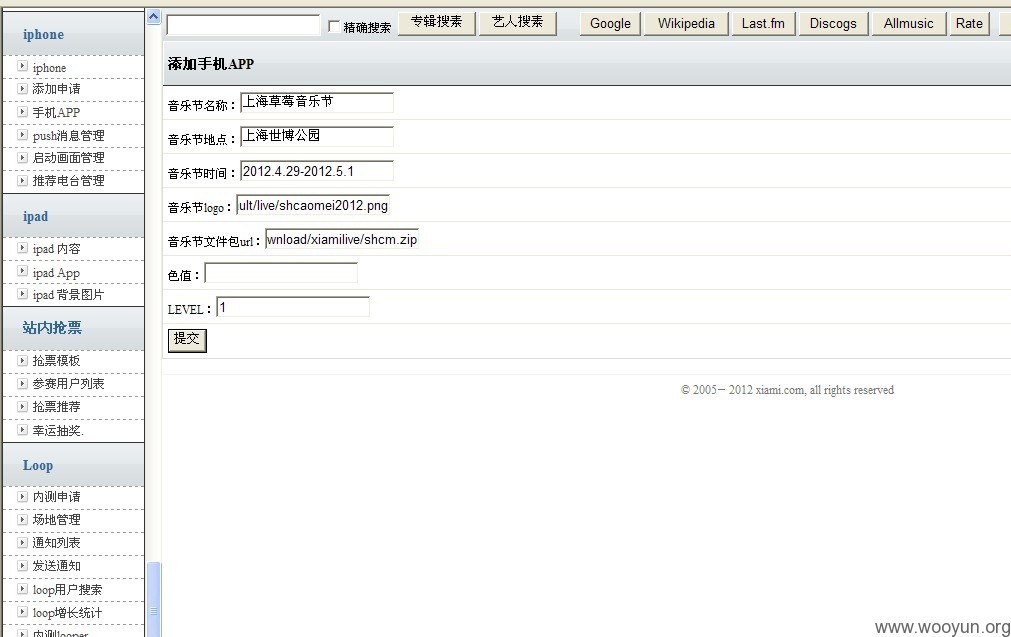 iphone
iphone
添加申请
手机APP
push消息管理
启动画面管理
推荐电台管理
ipad
ipad 内容
ipad App
ipad 背景图片
站内抢票
抢票模板
参赛用户列表
抢票推荐
幸运抽奖.
Loop
内测申请
场地管理
通知列表
发送通知
loop用户搜索
loop增长统计
内测looper
精确搜索 专辑搜素 艺人搜素 Google Wikipedia Last.fm Discogs Allmusic Rate
添加手机APP
音乐节名称：上海草莓音乐节
音乐节地点：上海世博公园
音乐节时间：2012.4.29-2012.5.1
音乐节logo：ult/live/shcaomei2012.png
音乐节文件包url：wnload/xiamilive/shcm.zip
色值：
LEVEL：1
提交
© 2005－ 2012 xiami.com, all rights reserved
www.wooyun.org